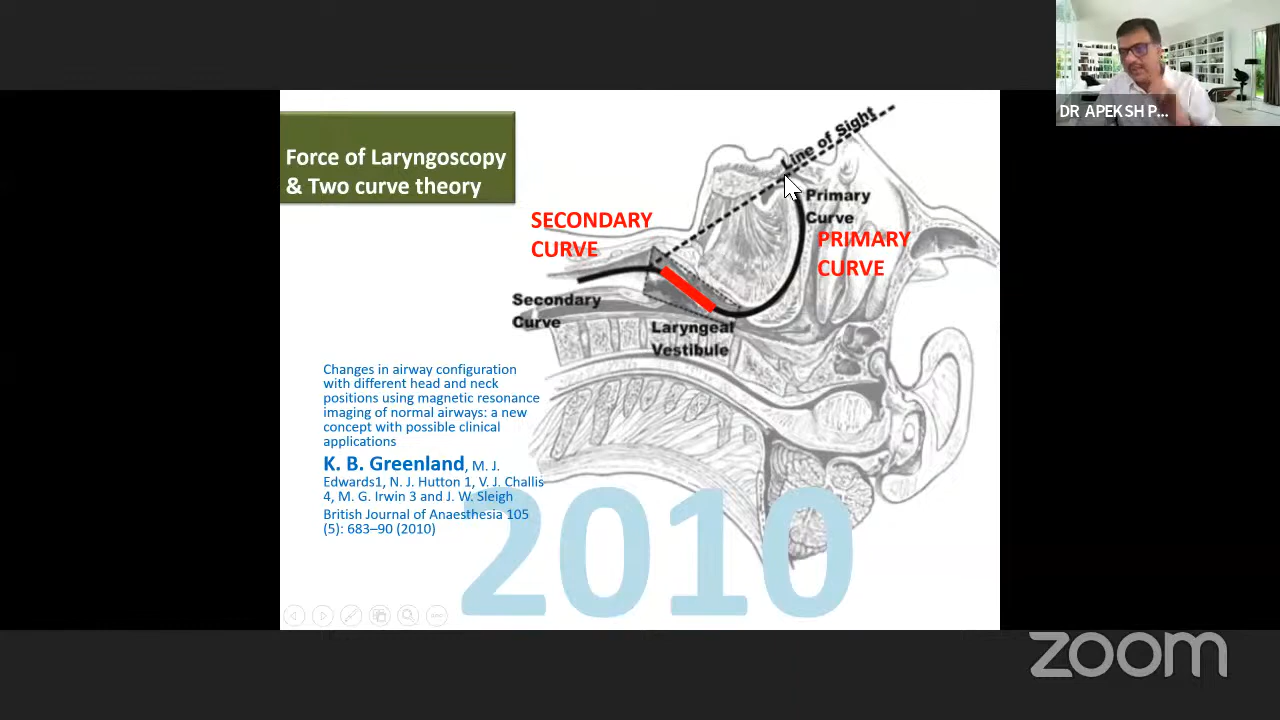 DR APEKSH P...
Force of Laryngoscopy
& Two curve theory
Line of Sight
Primary
Curve
PRIMARY
CURVE
SECONDARY
CURVE
Secondary
Curve
Laryngeal
Vestibule
Changes in airway configuration
with different head and neck
positions using magnetic resonance
imaging of normal airways: a new
concept with possible clinical
applications
K. B. Greenland, M. J.
Edwards1, N. J. Hutton 1, V. J. Challis
4, M. G. Irwin 3 and J. W. Sleigh
British Journal of Anaesthesia 105
(5): 683–90 (2010)
2010
zoom